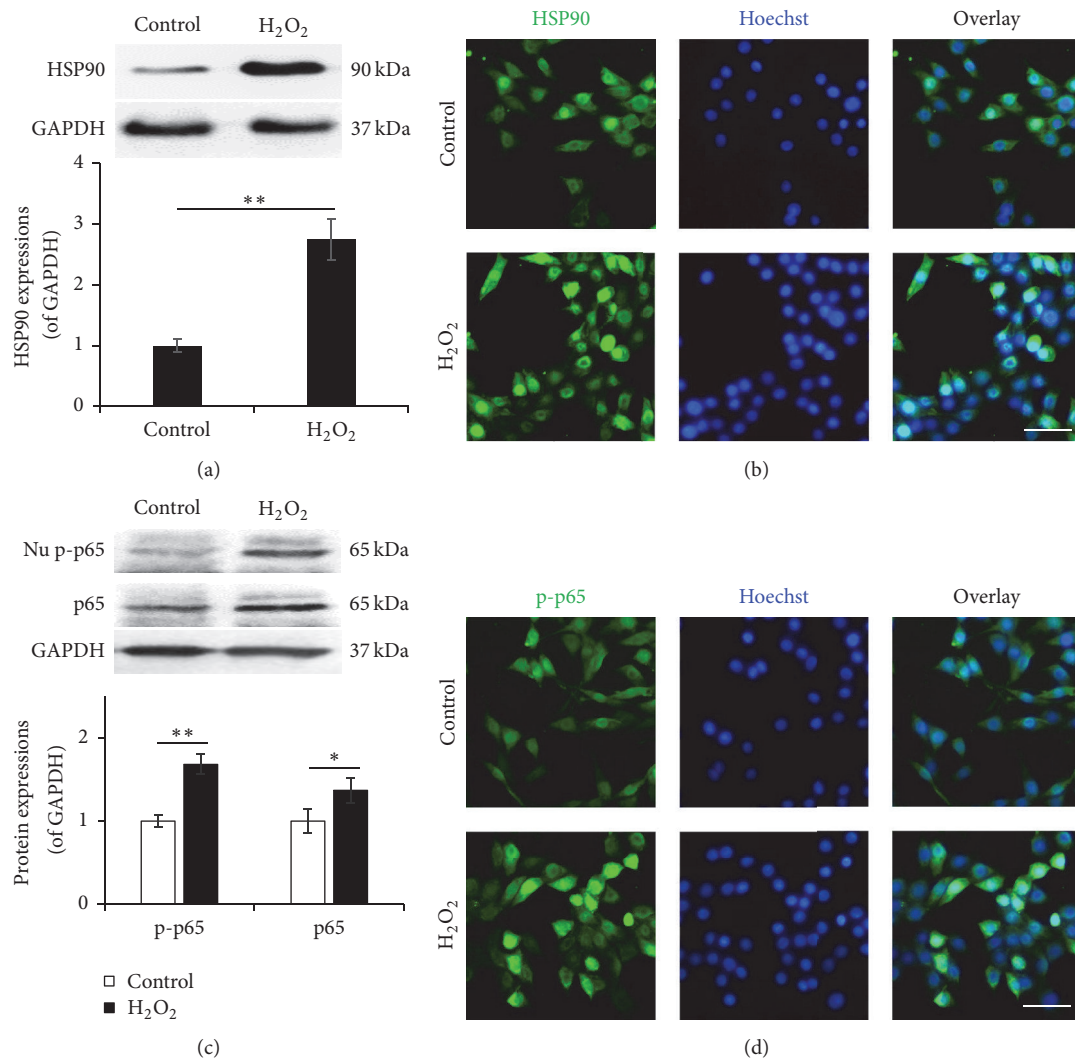 Control H₂O₂
HSP90 90 kDa
GAPDH 37 kDa
4
3
2
1
0
HSP90 expressions
(of GAPDH)
**
Control H₂O₂
(a)
HSP90 Hoechst Overlay
Control
H₂O₂
(b)
Control H₂O₂
Nu p-p65 65 kDa
p65 65 kDa
GAPDH 37 kDa
2
1
0
Protein expressions
(of GAPDH)
** *
p-p65 p65
Control
H₂O₂
(c)
p-p65 Hoechst Overlay
Control
H₂O₂
(d)